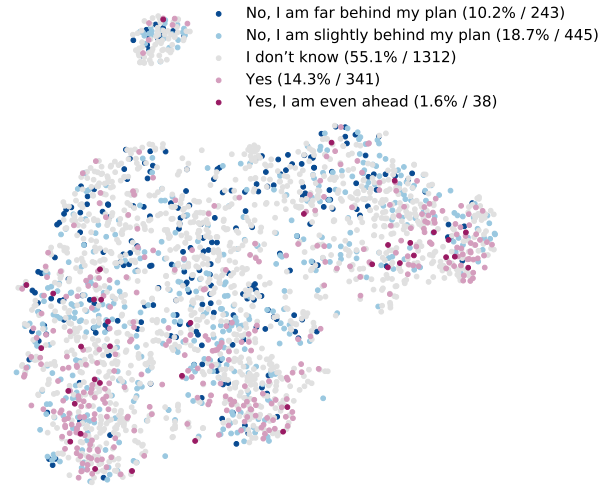 No, I am far behind my plan (10.2% / 243)
No, I am slightly behind my plan (18.7% / 445)
I don’t know (55.1% / 1312)
Yes (14.3% / 341)
Yes, I am even ahead (1.6% / 38)